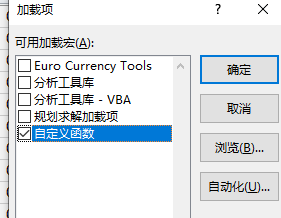 加载项
可用加载宏(A):
Euro Currency Tools
分析工具库
分析工具库 - VBA
规划求解加载项
自定义函数
确定
取消
浏览(B)...
自动化(U)...